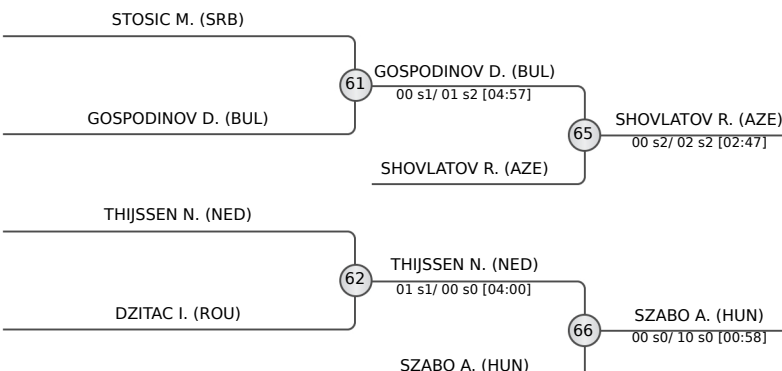 STOSIC M. (SRB)
GOSPODINOV D. (BUL)
61
00 s1/ 01 s2 [04:57]
GOSPODINOV D. (BUL)
SHOVLATOV R. (AZE)
65
00 s2/ 02 s2 [02:47]
SHOVLATOV R. (AZE)
THIJSSEN N. (NED)
THIJSSEN N. (NED)
62
01 s1/ 00 s0 [04:00]
DZITAC I. (ROU)
SZABO A. (HUN)
66
00 s0/ 10 s0 [00:58]
SZABO A. (HUN)